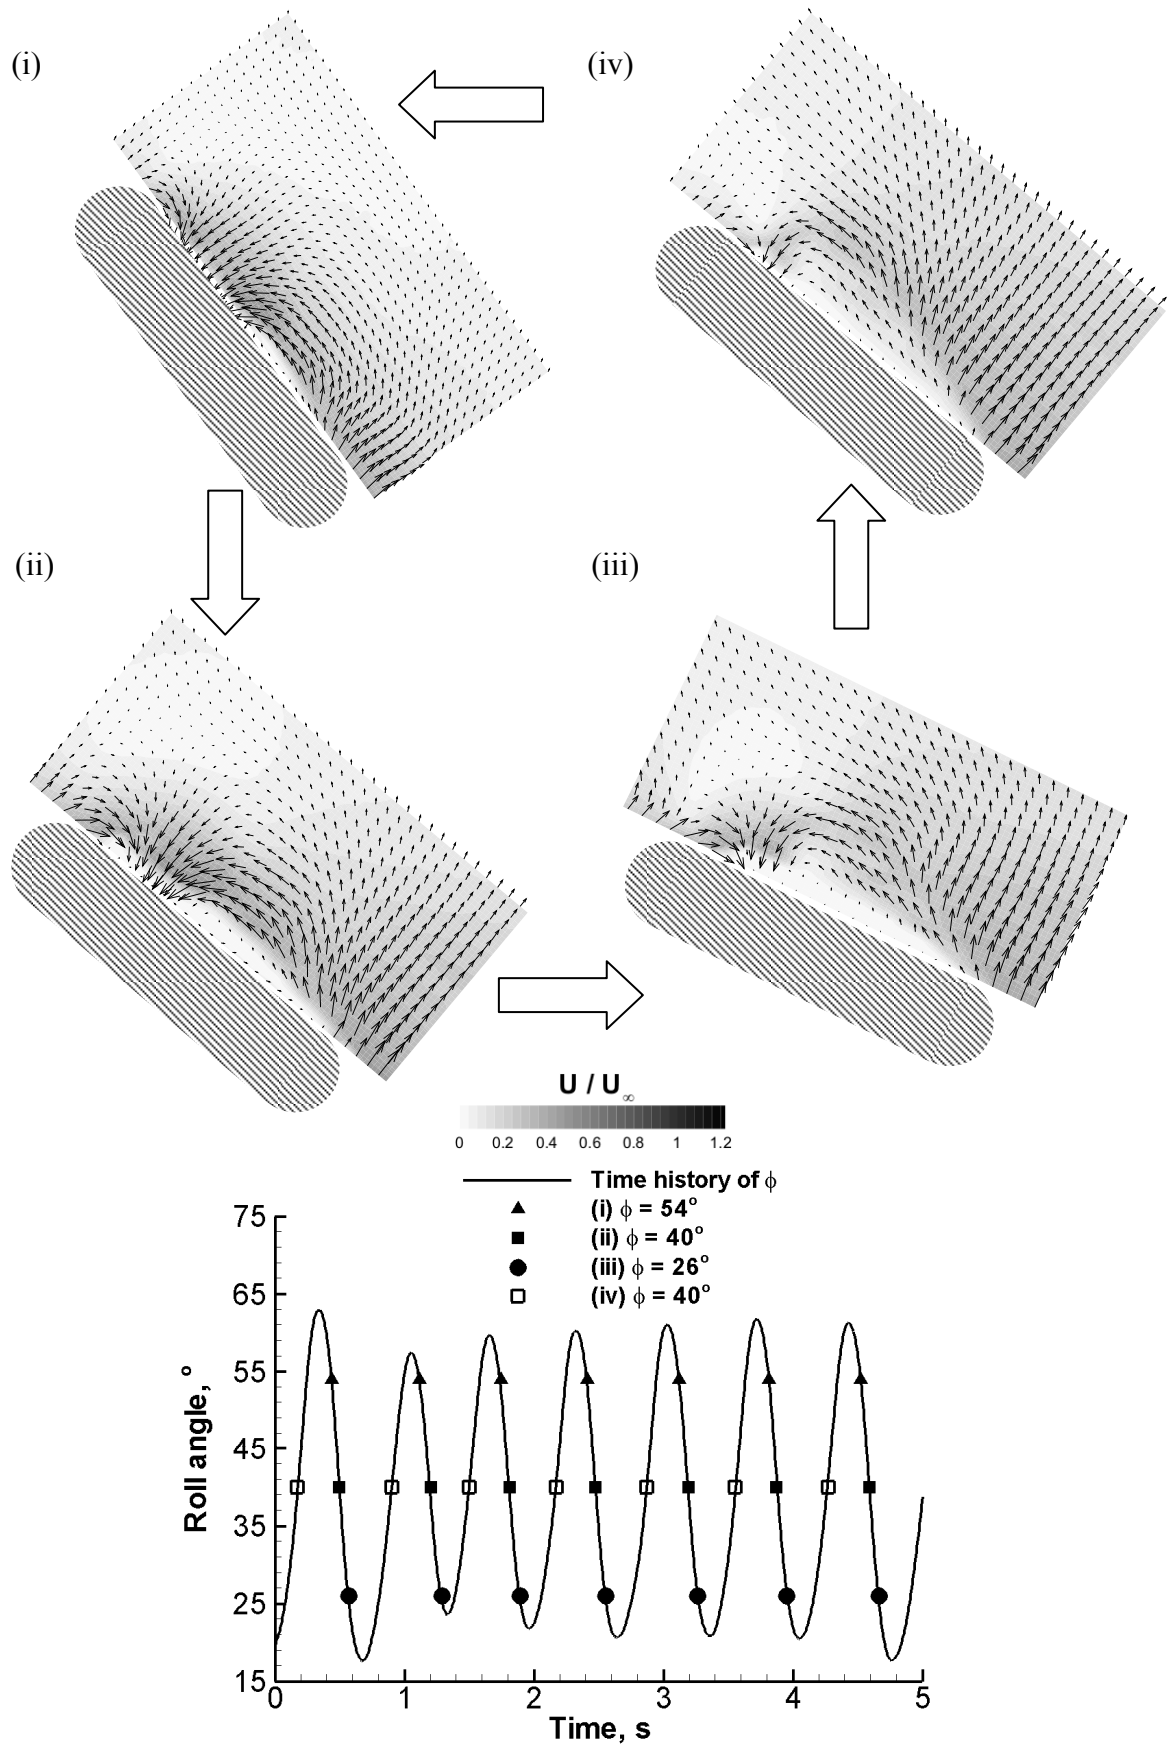 (i)
(iv)
(ii)
(iii)
U / U∞
0 0.2 0.4 0.6 0.8 1 1.2
Time history of ϕ
(i) ϕ = 54°
(ii) ϕ = 40°
(iii) ϕ = 26°
(iv) ϕ = 40°
75
65
55
45
35
25
15
Roll angle, °
0 1 2 3 4 5
Time, s